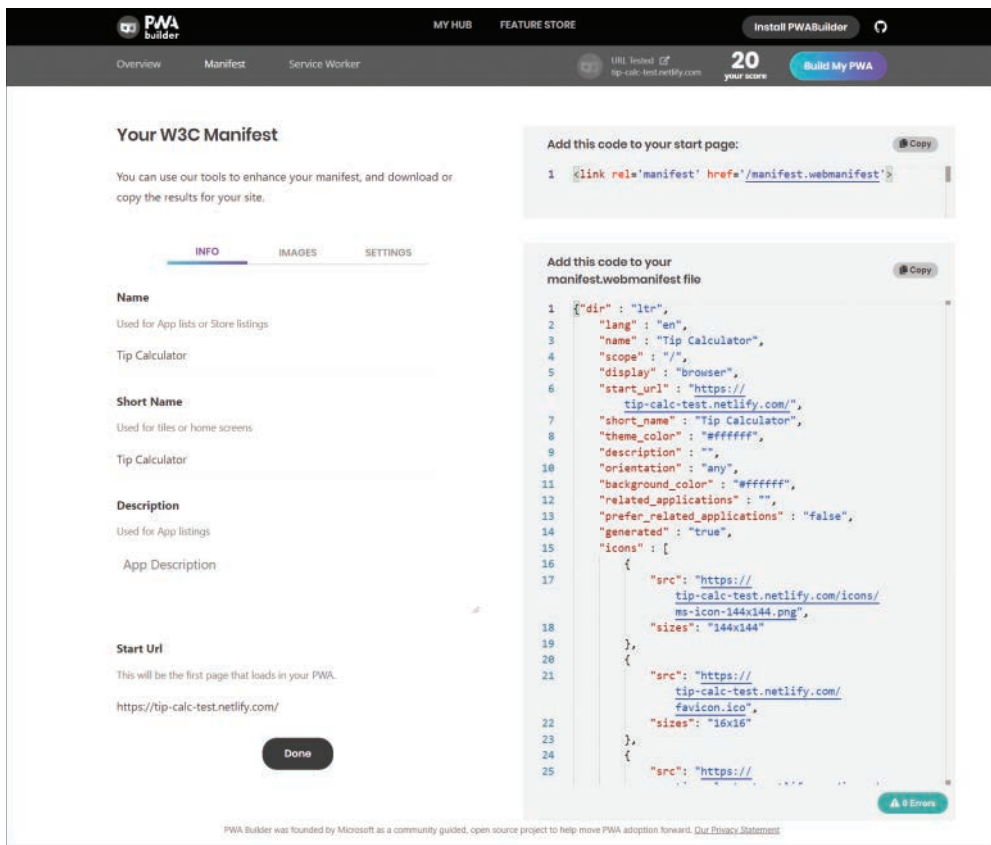 PWA builder
MY HUB
FEATURE STORE
Install PWABuilder
Overview
Manifest
Service Worker
URL Tested
tip-calc-test.netlify.com
20
your score
Build My PWA
Your W3C Manifest
You can use our tools to enhance your manifest, and download or
copy the results for your site.
INFO
IMAGES
SETTINGS
Name
Used for App lists or Store listings
Tip Calculator
Short Name
Used for tiles or home screens
Tip Calculator
Description
Used for App listings
App Description
Start Url
This will be the first page that loads in your PWA.
https://tip-calc-test.netlify.com/
Done
Add this code to your start page:
Copy
1 <link rel='manifest' href='/manifest.webmanifest'>
Add this code to your
manifest.webmanifest file
Copy
1 {"dir" : "ltr",
2 "lang" : "en",
3 "name" : "Tip Calculator",
4 "scope" : "/",
5 "display" : "browser",
6 "start_url" : "https://
tip-calc-test.netlify.com/",
7 "short_name" : "Tip Calculator",
8 "theme_color" : "#ffffff",
9 "description" : "",
10 "orientation" : "any",
11 "background_color" : "#ffffff",
12 "related_applications" : "",
13 "prefer_related_applications" : "false",
14 "generated" : "true",
15 "icons" : [
16 {
17 "src": "https://
tip-calc-test.netlify.com/icons/
ms-icon-144x144.png",
18 "sizes": "144x144"
19 },
20 {
21 "src": "https://
tip-calc-test.netlify.com/
favicon.ico",
22 "sizes": "16x16"
23 },
24 {
25 "src": "https://
0 Errors
PWA Builder was founded by Microsoft as a community guided, open source project to help move PWA adoption forward. Our Privacy Statement